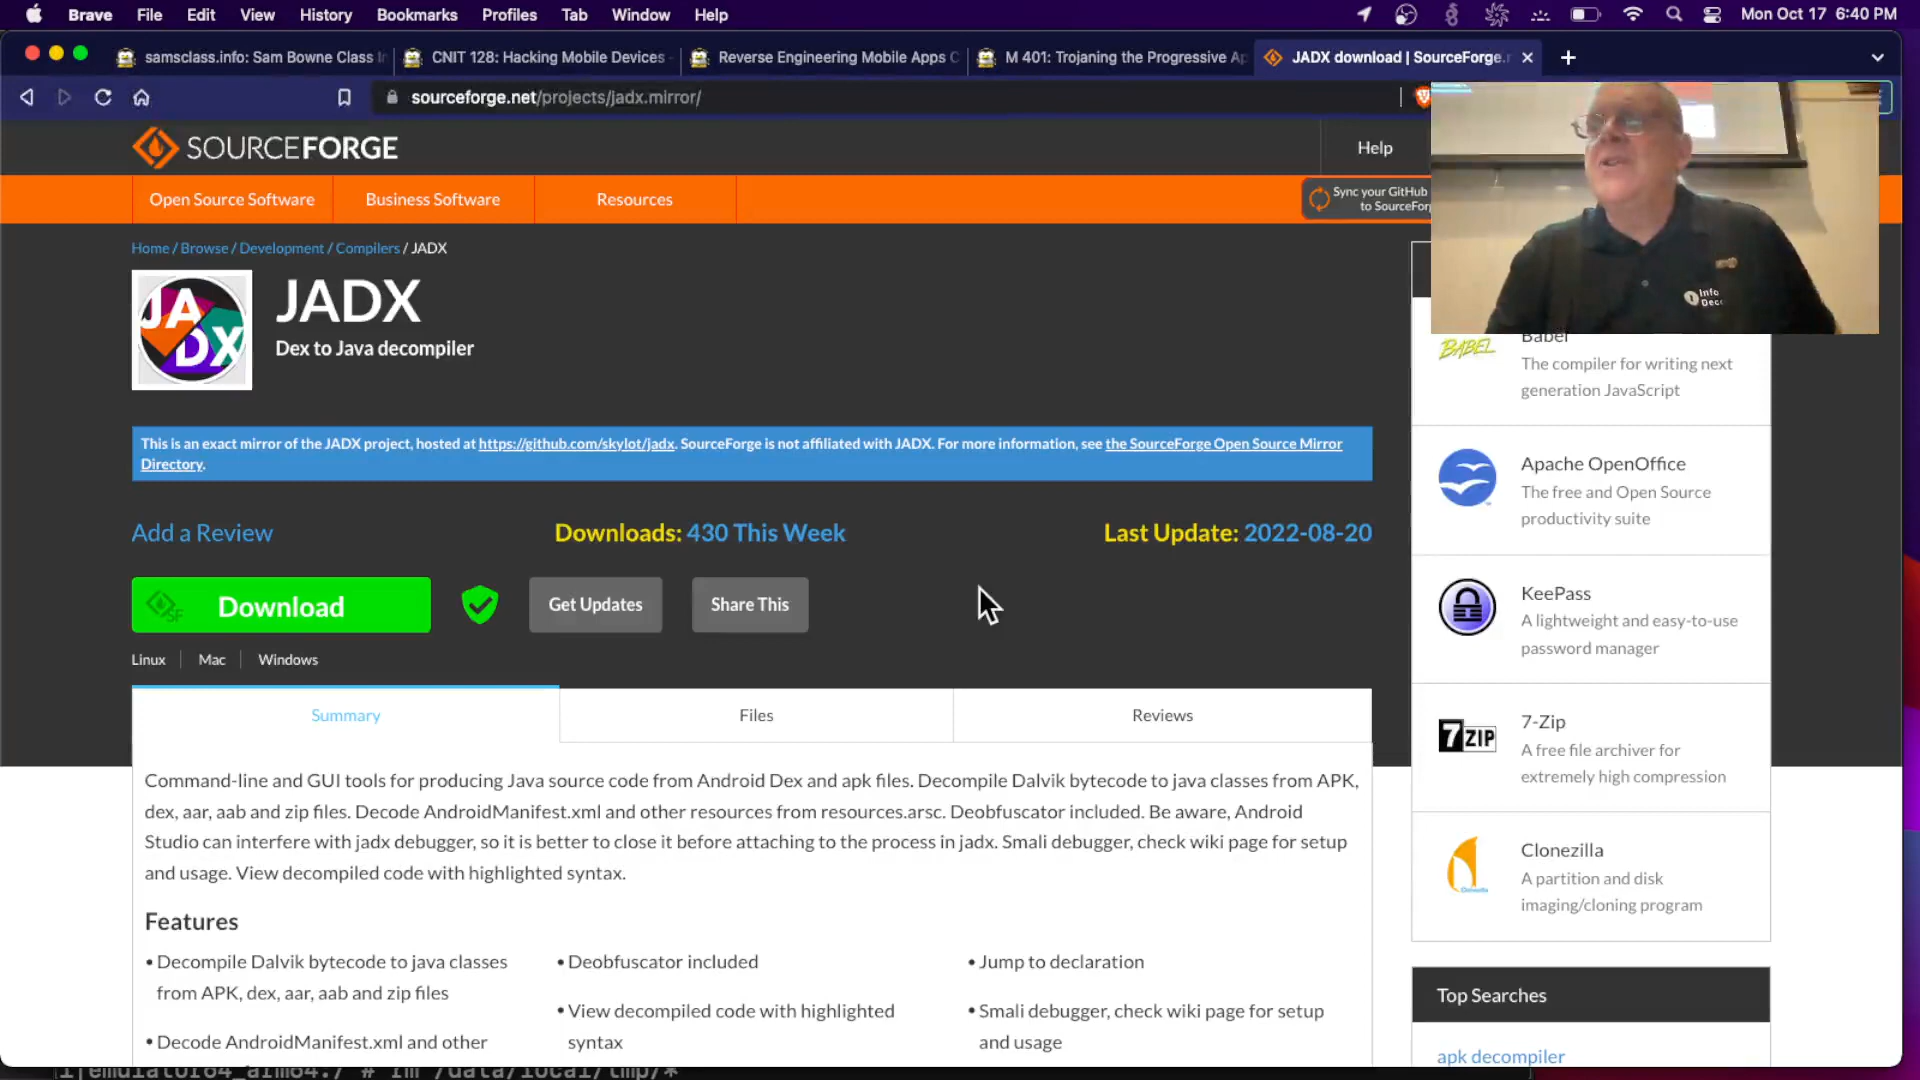 Brave File Edit View History Bookmarks Profiles Tab Window Help
Mon Oct 17 6:40 PM
samsclass.info: Sam Bowne Class In
CNIT 128: Hacking Mobile Devices -
Reverse Engineering Mobile Apps C
M 401: Trojaning the Progressive Ap
JADX download | SourceForge.n
sourceforge.net/projects/jadx.mirror/
SOURCEFORGE
Help
Open Source Software
Business Software
Resources
Sync your GitHub
to SourceForg
Home / Browse / Development / Compilers / JADX
JADX
JADX
Dex to Java decompiler
This is an exact mirror of the JADX project, hosted at https://github.com/skylot/jadx. SourceForge is not affiliated with JADX. For more information, see the SourceForge Open Source Mirror
Directory.
Add a Review
Downloads: 430 This Week
Last Update: 2022-08-20
SF
Download
Get Updates
Share This
Linux
Mac
Windows
Summary
Files
Reviews
Command-line and GUI tools for producing Java source code from Android Dex and apk files. Decompile Dalvik bytecode to java classes from APK,
dex, aar, aab and zip files. Decode AndroidManifest.xml and other resources from resources.arsc. Deobfuscator included. Be aware, Android
Studio can interfere with jadx debugger, so it is better to close it before attaching to the process in jadx. Smali debugger, check wiki page for setup
and usage. View decompiled code with highlighted syntax.
Features
• Decompile Dalvik bytecode to java classes
from APK, dex, aar, aab and zip files
• Decode AndroidManifest.xml and other
• Deobfuscator included
• View decompiled code with highlighted
syntax
• Jump to declaration
• Smali debugger, check wiki page for setup
and usage
Info
BABEL
Babel
The compiler for writing next
generation JavaScript
Apache OpenOffice
The free and Open Source
productivity suite
KeePass
A lightweight and easy-to-use
password manager
7ZIP
7-Zip
A free file archiver for
extremely high compression
Clonezilla
Clonezilla
A partition and disk
imaging/cloning program
Top Searches
apk decompiler
emulator64_arm64:/ # rm /data/local/tmp/*